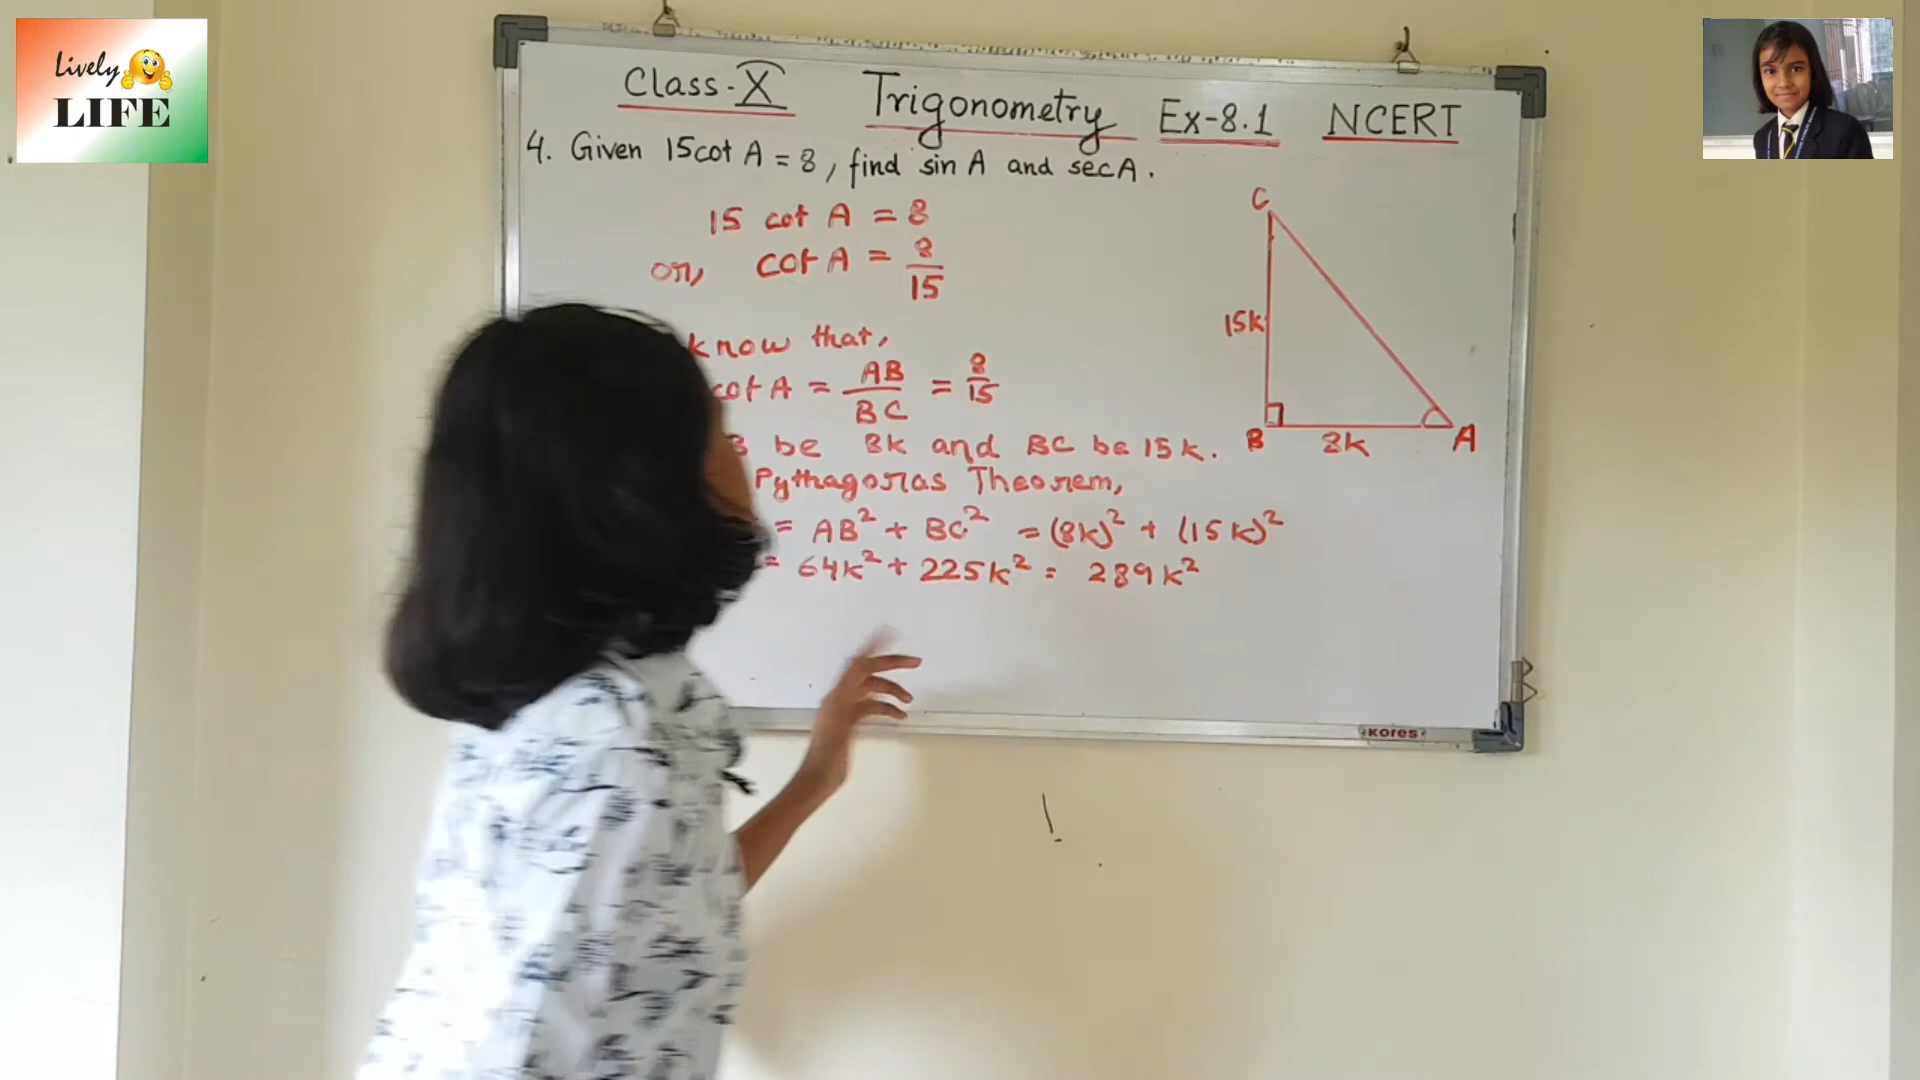 Lively
LIFE
Class-X Trigonometry Ex-8.1 NCERT
4. Given 15cot A = 8, find sin A and sec A.
15 cot A = 8
or, cot A = 8/15
know that,
cot A = AB/BC = 8/15
B be 8k and BC be 15k.
Pythagoras Theorem,
= AB² + BC² = (8k)² + (15k)²
= 64k² + 225k² = 289k²
C
15k
B 8k A
kores